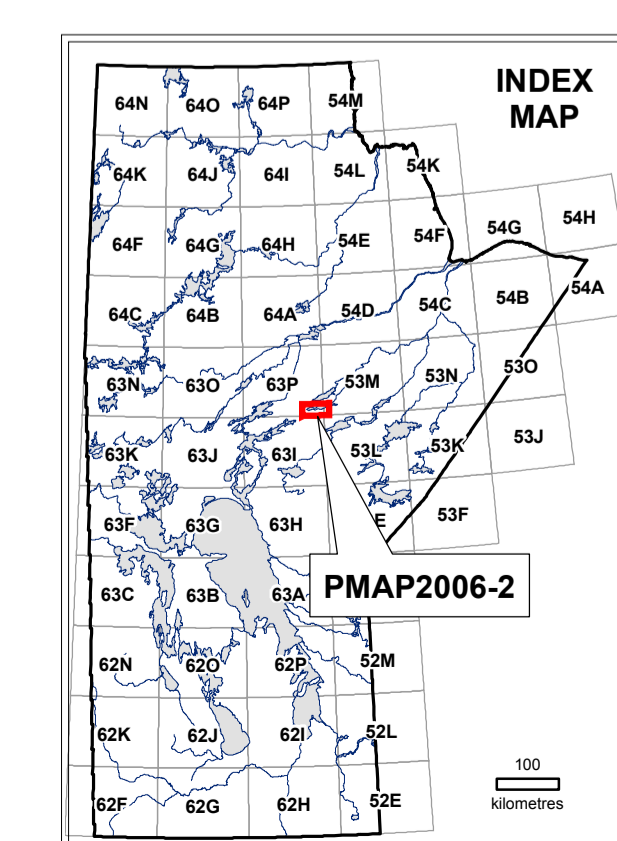 INDEX
MAP
64N 64O 64P 54M
64K 64J 64I 54L 54K
64F 64G 64H 54E 54F 54G 54H
64C 64B 64A 54D 54C 54B 54A
63N 63O 63P 53M 53N 53O
63K 63J 63I 53L 53K 53J
63F 63G 63H E 53F
PMAP2006-2
63C 63B 63A
62N 62O 62P 52M
62K 62J 62I 52L
62F 62G 62H 52E
100
kilometres